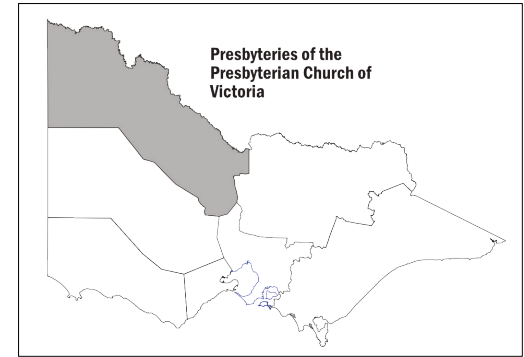 Presbyteries of the
Presbyterian Church of
Victoria